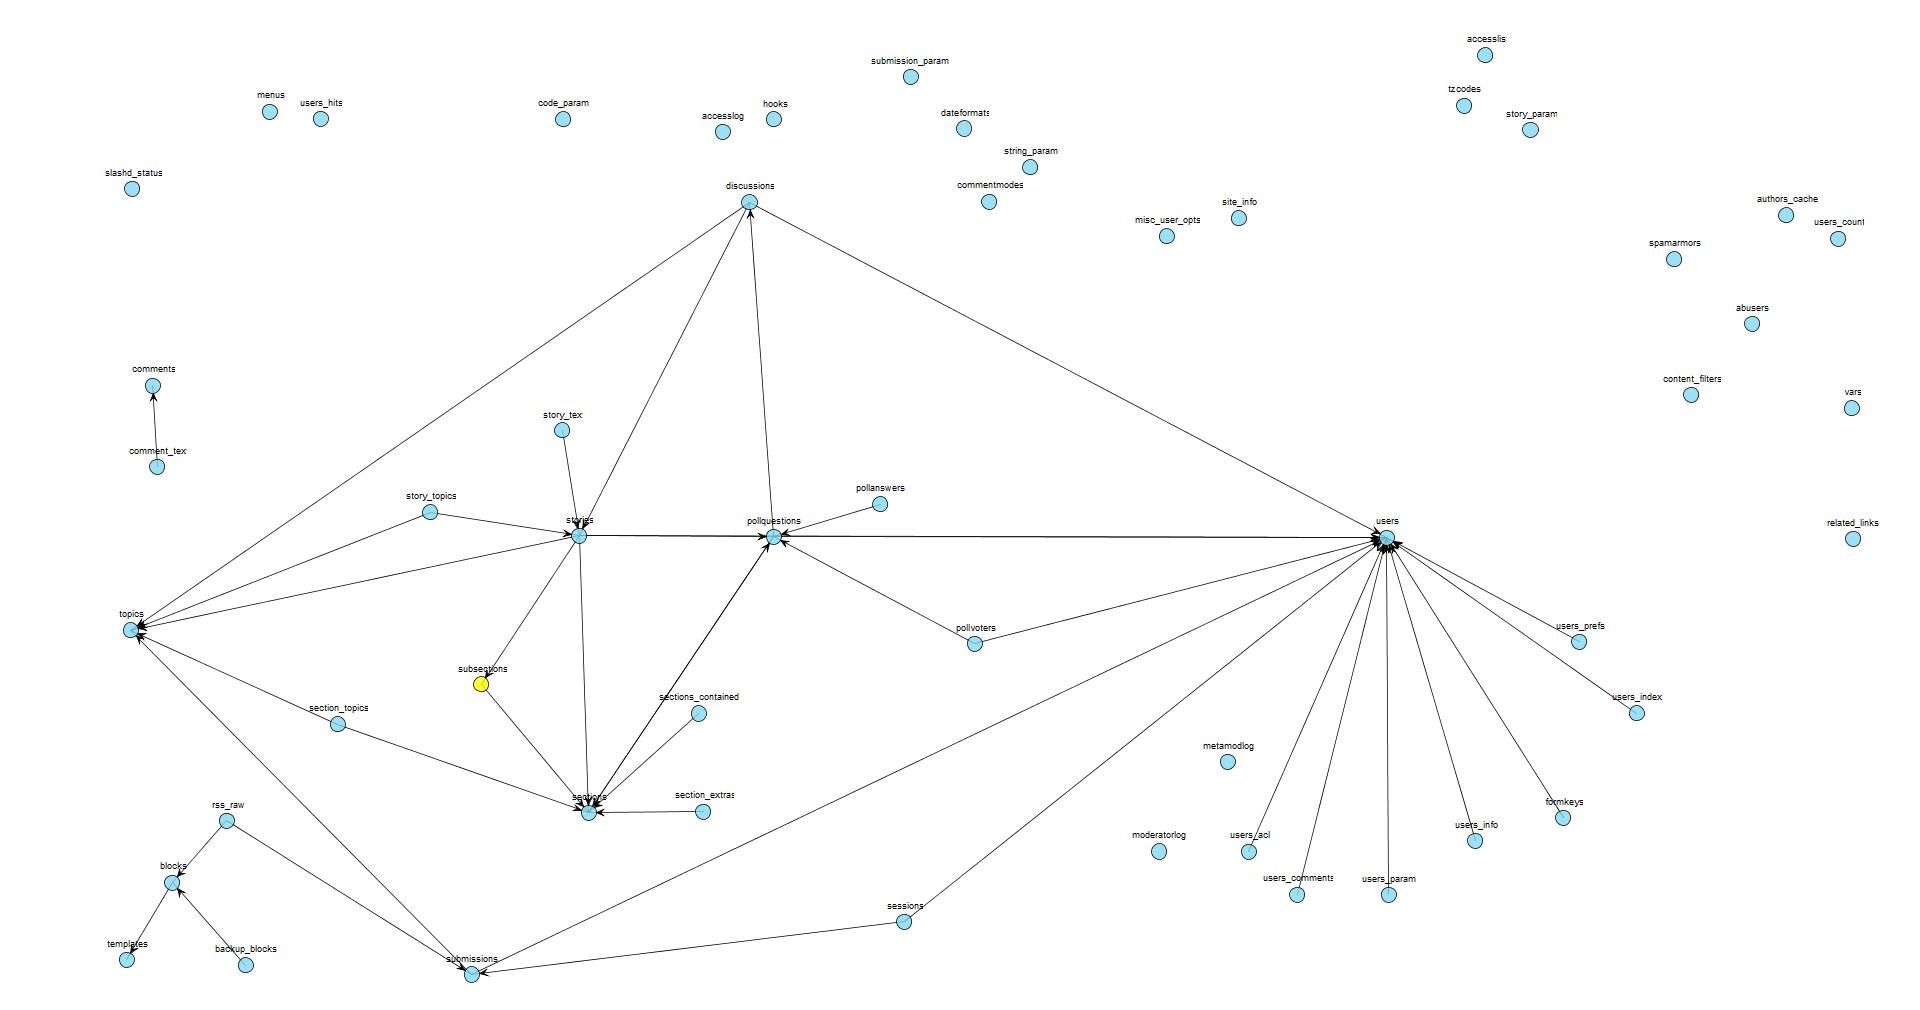 accesslis
submission_param
tzcodes
menus
users_hits
code_param
hooks
accesslog
dateformats
story_param
string_param
slashd_status
discussions
commentmodes
authors_cache
site_info
misc_user_opts
users_count
spamarmors
abusers
comments
content_filters
vars
story_tex
comment_tex
pollanswers
story_topics
stories
pollquestions
users
related_links
topics
pollvoters
users_prefs
subsections
sections_contained
users_index
section_topics
metamodlog
sections
section_extras
rss_raw
formkeys
users_info
moderatorlog
users_acl
blocks
users_comments
users_param
sessions
templates
backup_blocks
submissions